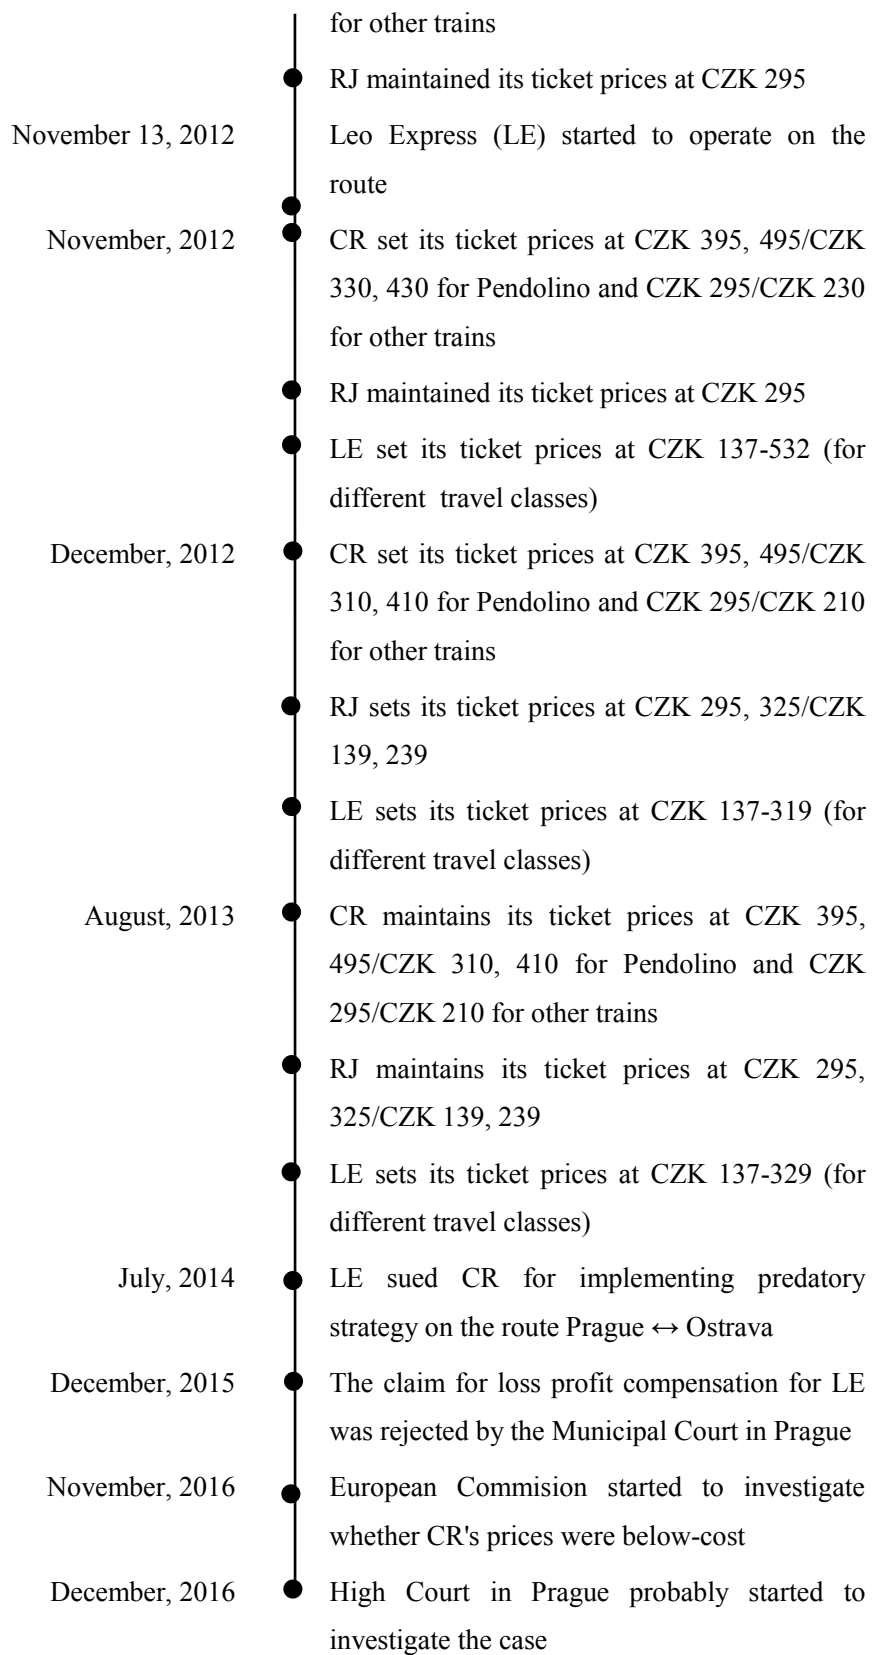 for other trains
RJ maintained its ticket prices at CZK 295
November 13, 2012 Leo Express (LE) started to operate on the
route
November, 2012 CR set its ticket prices at CZK 395, 495/CZK
330, 430 for Pendolino and CZK 295/CZK 230
for other trains
RJ maintained its ticket prices at CZK 295
LE set its ticket prices at CZK 137-532 (for
different travel classes)
December, 2012 CR set its ticket prices at CZK 395, 495/CZK
310, 410 for Pendolino and CZK 295/CZK 210
for other trains
RJ sets its ticket prices at CZK 295, 325/CZK
139, 239
LE sets its ticket prices at CZK 137-319 (for
different travel classes)
August, 2013 CR maintains its ticket prices at CZK 395,
495/CZK 310, 410 for Pendolino and CZK
295/CZK 210 for other trains
RJ maintains its ticket prices at CZK 295,
325/CZK 139, 239
LE sets its ticket prices at CZK 137-329 (for
different travel classes)
July, 2014 LE sued CR for implementing predatory
strategy on the route Prague ↔ Ostrava
December, 2015 The claim for loss profit compensation for LE
was rejected by the Municipal Court in Prague
November, 2016 European Commision started to investigate
whether CR's prices were below-cost
December, 2016 High Court in Prague probably started to
investigate the case